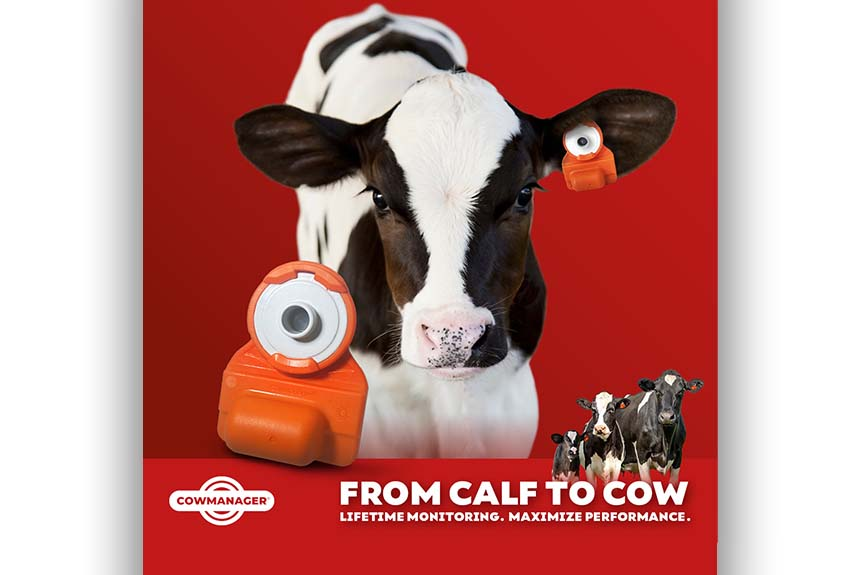 COWMANAGER®
FROM CALF TO COW
LIFETIME MONITORING. MAXIMIZE PERFORMANCE.